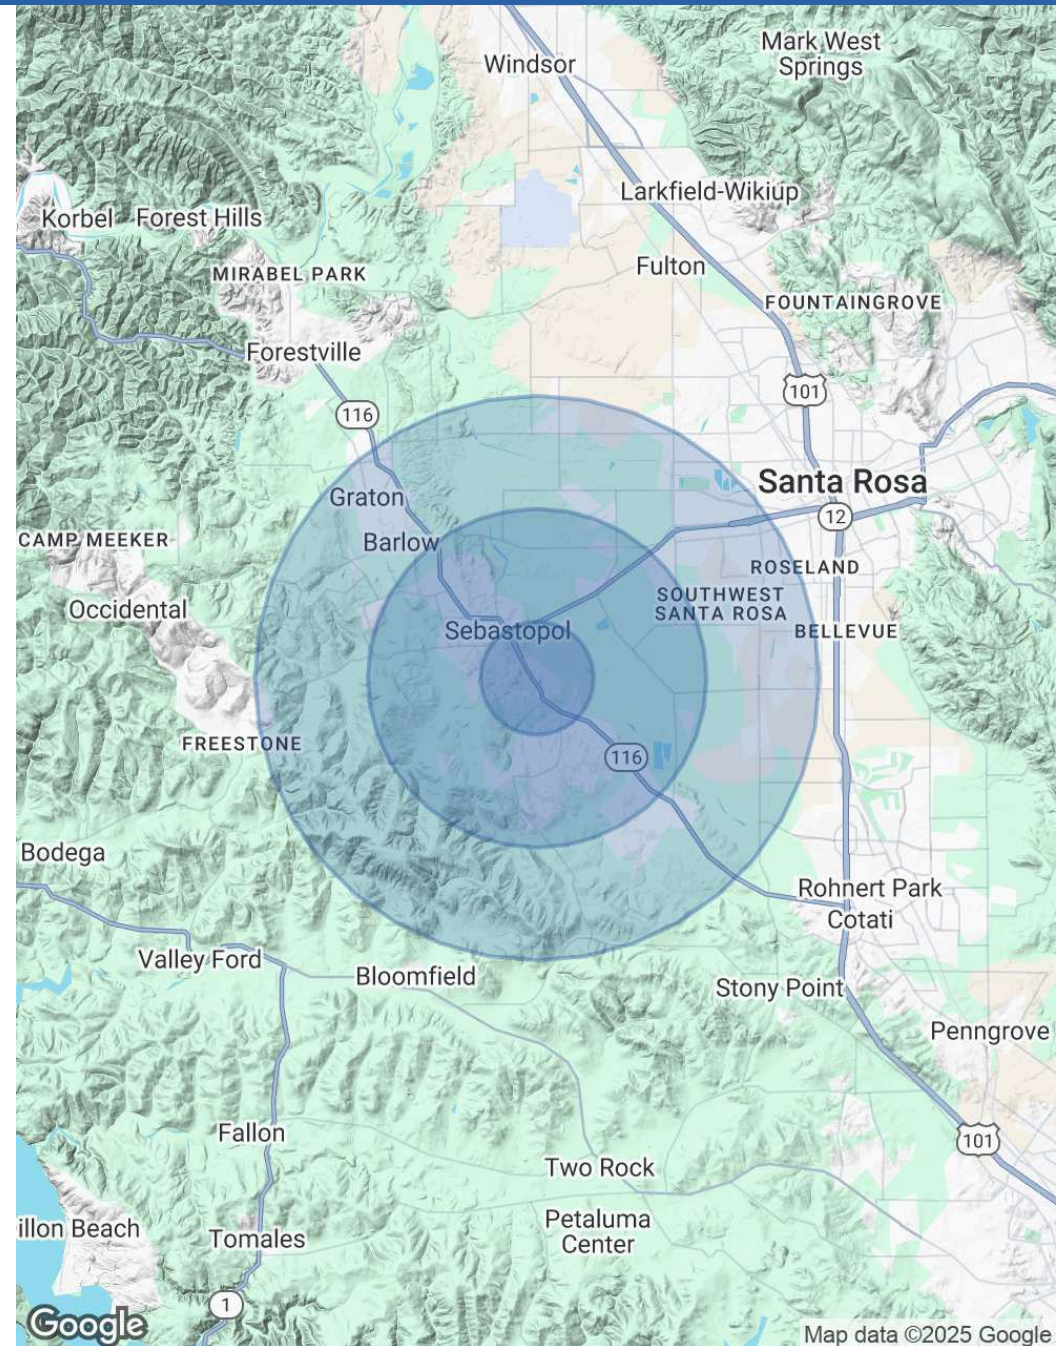 Windsor
Mark West
Springs
Larkfield-Wikiup
Korbel
Forest Hills
Fulton
MIRABEL PARK
FOUNTAINGROVE
Forestville
101
116
Santa Rosa
Graton
12
CAMP MEEKER
Barlow
ROSELAND
SOUTHWEST
SANTA ROSA
Occidental
Sebastopol
BELLEVUE
FREESTONE
116
Bodega
Rohnert Park
Cotati
Valley Ford
Bloomfield
Stony Point
Penngrove
Fallon
101
Two Rock
Petaluma
Center
illon Beach
Tomales
1
Google
Map data ©2025 Google